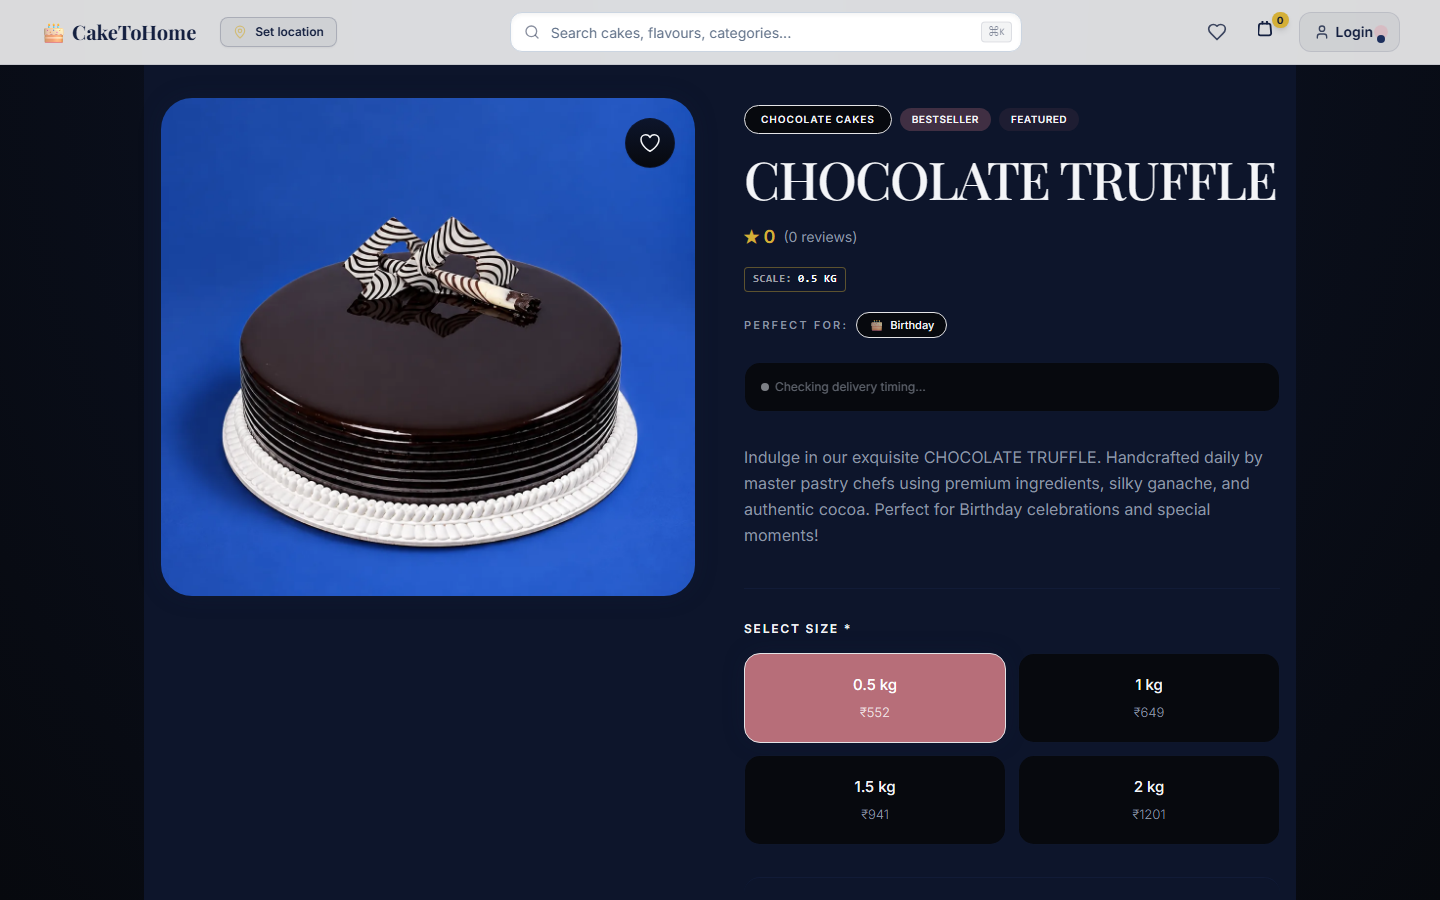 CakeToHome
Set location
Search cakes, flavours, categories...
⌘K
0
Login
CHOCOLATE CAKES
BESTSELLER
FEATURED
CHOCOLATE TRUFFLE
★ 0 (0 reviews)
SCALE: 0.5 KG
PERFECT FOR:
Birthday
Checking delivery timing...
Indulge in our exquisite CHOCOLATE TRUFFLE. Handcrafted daily by
master pastry chefs using premium ingredients, silky ganache, and
authentic cocoa. Perfect for Birthday celebrations and special
moments!
SELECT SIZE *
0.5 kg
₹552
1 kg
₹649
1.5 kg
₹941
2 kg
₹1201